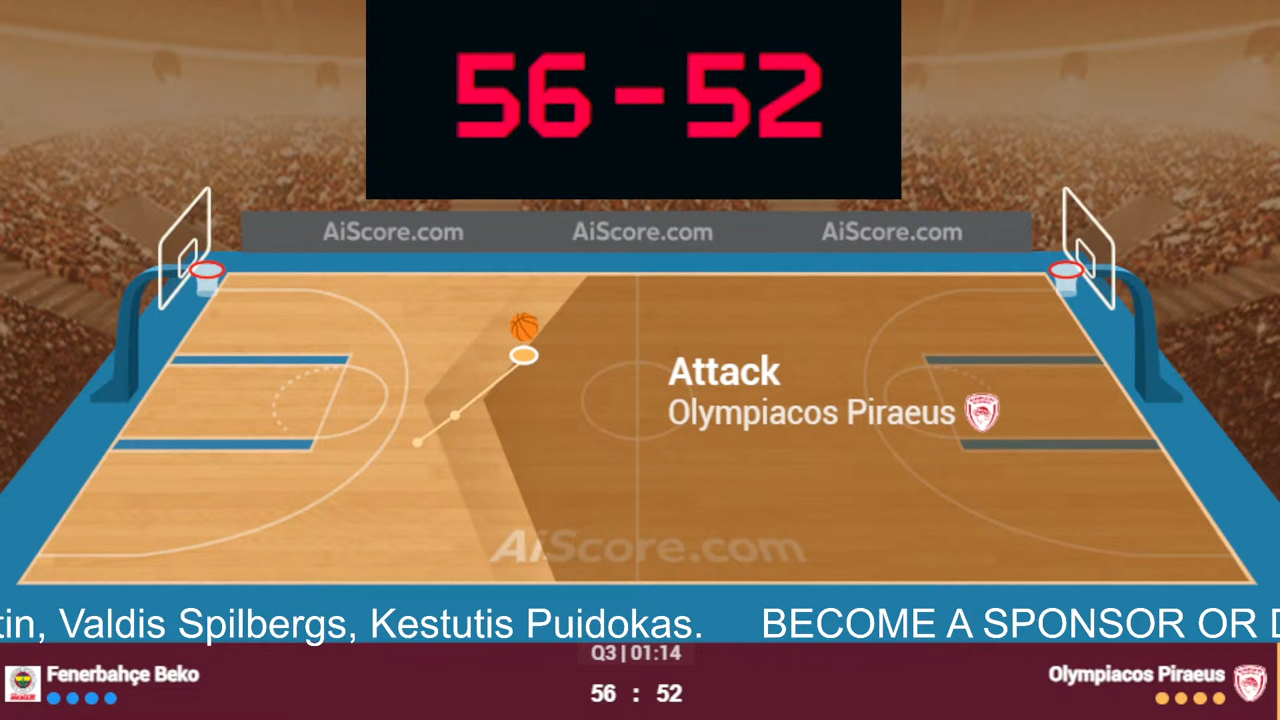 56-52
AiScore.com AiScore.com AiScore.com
Attack
Olympiacos Piraeus
AiScore.com
tin, Valdis Spilbergs, Kestutis Puidokas. BECOME A SPONSOR OR D
Q3 | 01:14
Fenerbahçe Beko
56 : 52
Olympiacos Piraeus